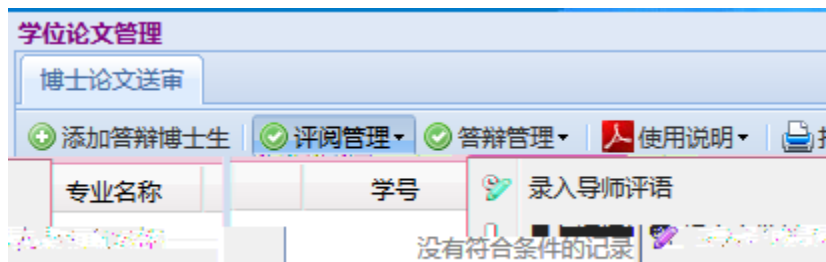 学位论文管理
博士论文送审
添加答辩博士生 评阅管理 答辩管理 使用说明
专业名称 学号 录入导师评语
没有符合条件的记录